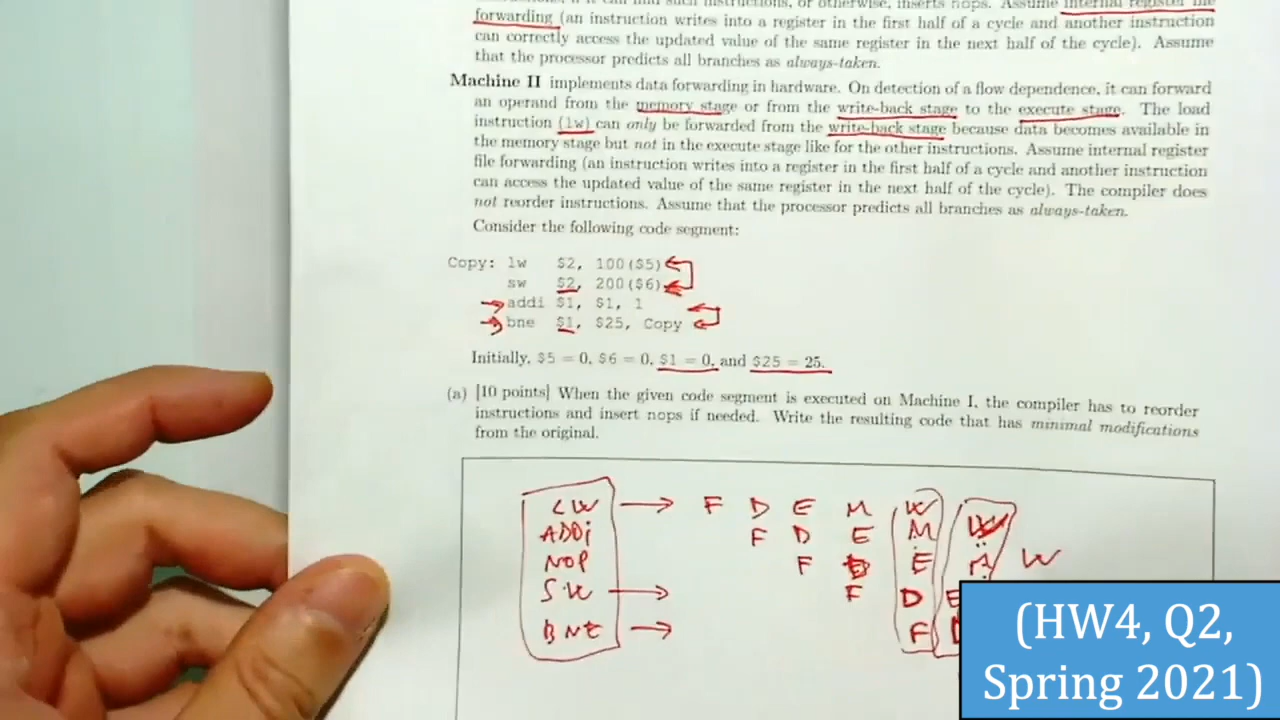 instructions, or otherwise, inserts nops. Assume internal register file
forwarding (an instruction writes into a register in the first half of a cycle and another instruction
can correctly access the updated value of the same register in the next half of the cycle). Assume
that the processor predicts all branches as always-taken.
Machine II implements data forwarding in hardware. On detection of a flow dependence, it can forward
an operand from the memory stage or from the write-back stage to the execute stage. The load
instruction (lw) can only be forwarded from the write-back stage because data becomes available in
the memory stage but not in the execute stage like for the other instructions. Assume internal register
file forwarding (an instruction writes into a register in the first half of a cycle and another instruction
can access the updated value of the same register in the next half of the cycle). The compiler does
not reorder instructions. Assume that the processor predicts all branches as always-taken.
Consider the following code segment:
Copy: lw $2, 100($5)
sw $2, 200($6)
addi $1, $1, 1
bne $1, $25, Copy
Initially, $5 = 0, $6 = 0, $1 = 0, and $25 = 25.
(a) [10 points] When the given code segment is executed on Machine I, the compiler has to reorder
instructions and insert nops if needed. Write the resulting code that has minimal modifications
from the original.
LW F D E M W
ADDi F D E M W
NOP F D E M W
SW F D E
BNE F D
(HW4, Q2,
Spring 2021)